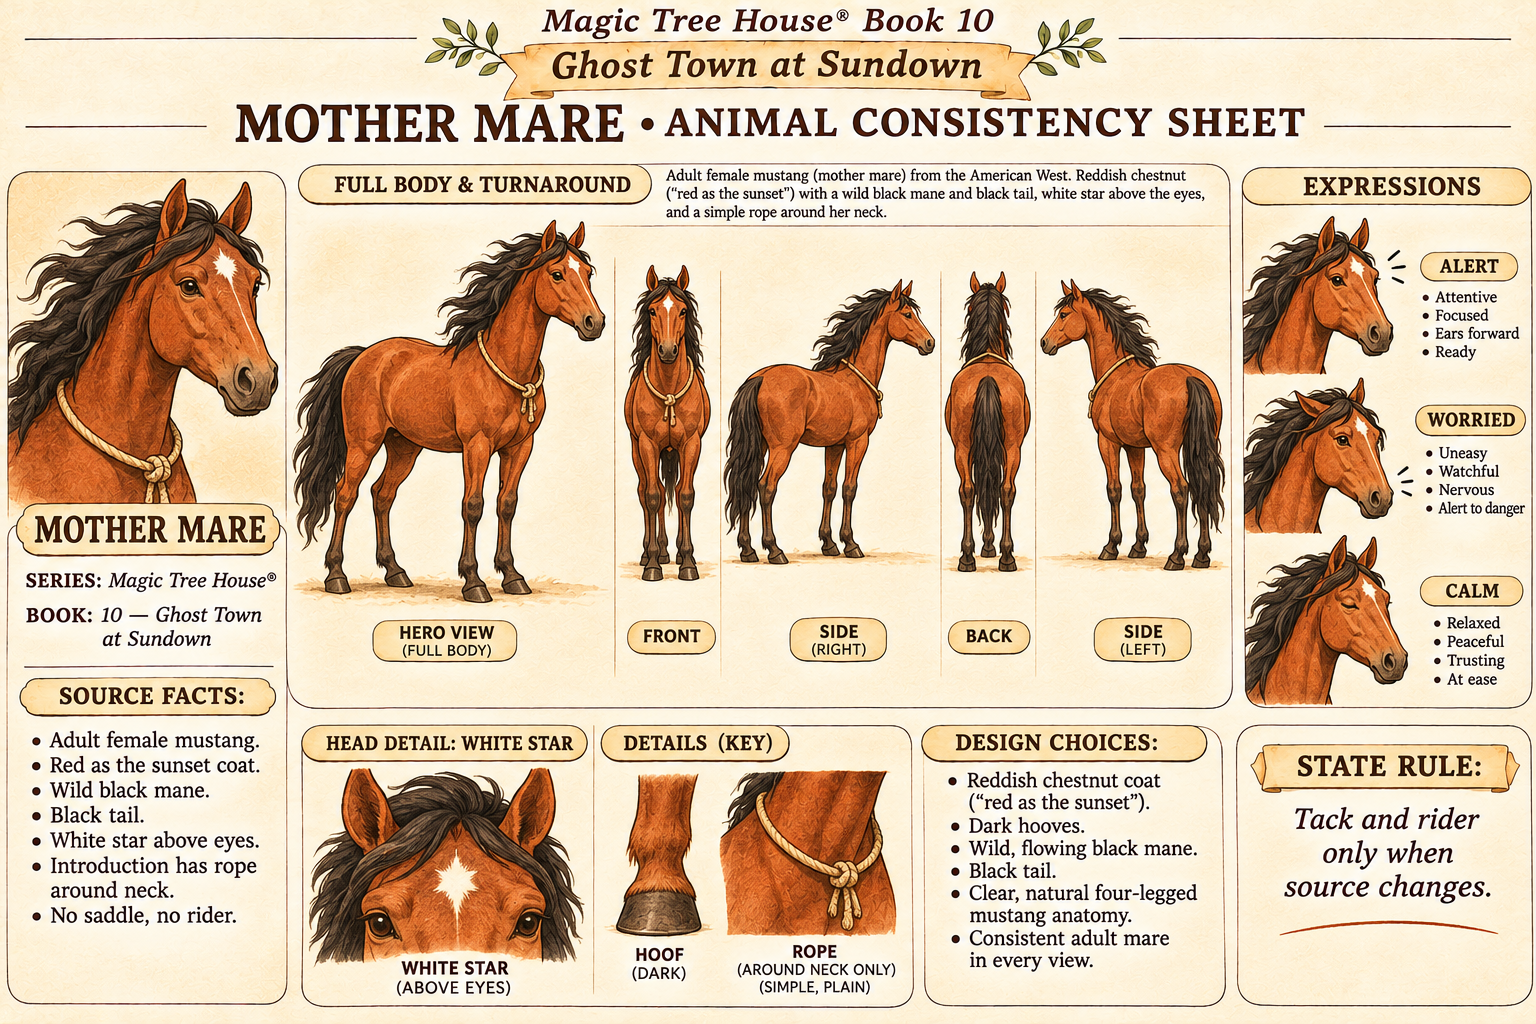 Magic Tree House® Book 10
Ghost Town at Sundown
MOTHER MARE • ANIMAL CONSISTENCY SHEET
MOTHER MARE
SERIES: Magic Tree House®
BOOK: 10 — Ghost Town
at Sundown
SOURCE FACTS:
• Adult female mustang.
• Red as the sunset coat.
• Wild black mane.
• Black tail.
• White star above eyes.
• Introduction has rope
around neck.
• No saddle, no rider.
FULL BODY & TURNAROUND
Adult female mustang (mother mare) from the American West. Reddish chestnut
(“red as the sunset”) with a wild black mane and black tail, white star above the eyes,
and a simple rope around her neck.
HERO VIEW
(FULL BODY)
FRONT
SIDE
(RIGHT)
BACK
SIDE
(LEFT)
EXPRESSIONS
ALERT
• Attentive
• Focused
• Ears forward
• Ready
WORRIED
• Uneasy
• Watchful
• Nervous
• Alert to danger
CALM
• Relaxed
• Peaceful
• Trusting
• At ease
HEAD DETAIL: WHITE STAR
WHITE STAR
(ABOVE EYES)
DETAILS (KEY)
HOOF
(DARK)
ROPE
(AROUND NECK ONLY)
(SIMPLE, PLAIN)
DESIGN CHOICES:
• Reddish chestnut coat
(“red as the sunset”).
• Dark hooves.
• Wild, flowing black mane.
• Black tail.
• Clear, natural four-legged
mustang anatomy.
• Consistent adult mare
in every view.
STATE RULE:
Tack and rider
only when
source changes.